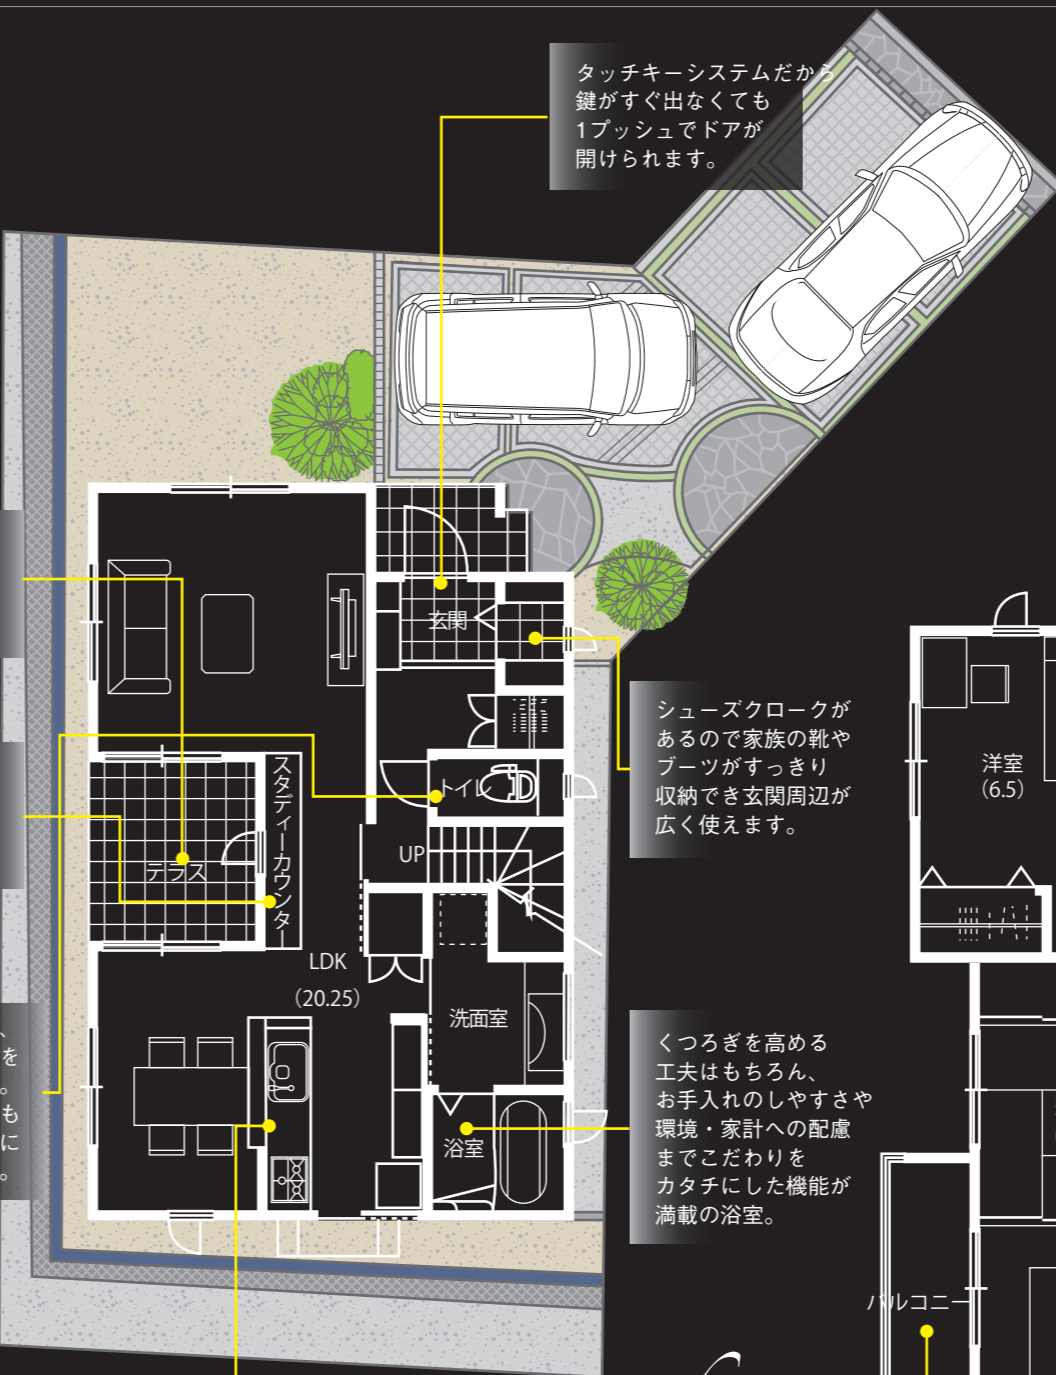 タッチキーシステムだから
鍵がすぐ出なくても
1プッシュでドアが
開けられます。
玄関
シューズクロークが
あるので家族の靴や
ブーツがすっきり
収納でき玄関周辺が
広く使えます。
洋室
（6.5）
トイレ
スタディーカウンター
テラス
UP
LDK
（20.25）
洗面室
、
を
。
も
に
。
くつろぎを高める
工夫はもちろん、
お手入れのしやすさや
環境・家計への配慮
までこだわりを
カタチにした機能が
満載の浴室。
浴室
バルコニー